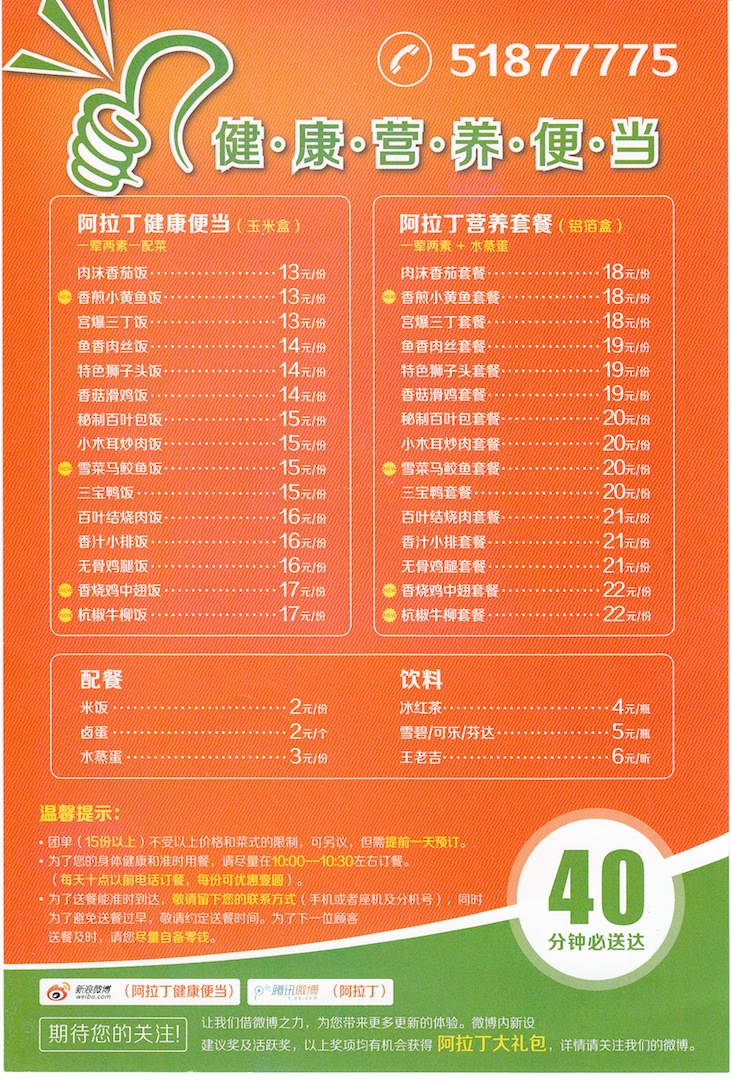 51877775
健·康·营·养·便·当
阿拉丁健康便当（玉米盒）
一荤两素一配菜
肉沫番茄饭 13元/份
NEW 香煎小黄鱼饭 13元/份
宫爆三丁饭 13元/份
鱼香肉丝饭 14元/份
特色狮子头饭 14元/份
香菇滑鸡饭 14元/份
秘制百叶包饭 15元/份
小木耳炒肉饭 15元/份
NEW 雪菜马鲛鱼饭 15元/份
三宝鸭饭 15元/份
百叶结烧肉饭 16元/份
香汁小排饭 16元/份
无骨鸡腿饭 16元/份
NEW 香烧鸡中翅饭 17元/份
NEW 杭椒牛柳饭 17元/份
阿拉丁营养套餐（铝箔盒）
一荤两素 + 水蒸蛋
肉沫番茄套餐 18元/份
NEW 香煎小黄鱼套餐 18元/份
宫爆三丁套餐 18元/份
鱼香肉丝套餐 19元/份
特色狮子头套餐 19元/份
香菇滑鸡套餐 19元/份
秘制百叶包套餐 20元/份
小木耳炒肉套餐 20元/份
NEW 雪菜马鲛鱼套餐 20元/份
三宝鸭套餐 20元/份
百叶结烧肉套餐 21元/份
香汁小排套餐 21元/份
无骨鸡腿套餐 21元/份
NEW 香烧鸡中翅套餐 22元/份
NEW 杭椒牛柳套餐 22元/份
配餐
米饭 2元/份
卤蛋 2元/个
水蒸蛋 3元/份
饮料
冰红茶 4元/瓶
雪碧/可乐/芬达 5元/瓶
王老吉 6元/听
温馨提示：
• 团单（15份以上）不受以上价格和菜式的限制，可另议，但需提前一天预订。
• 为了您的身体健康和准时用餐，请尽量在10:00—10:30左右订餐。
（每天十点以前电话订餐，每份可优惠壹圆）。
• 为了送餐能准时到达，敬请留下您的联系方式（手机或者座机及分机号），同时
为了避免送餐过早，敬请约定送餐时间。为了下一位顾客
送餐及时，请您尽量自备零钱。
40
分钟必送达
新浪微博 weibo.com （阿拉丁健康便当）
腾讯微博 t.qq.com （阿拉丁）
期待您的关注!
让我们借微博之力，为您带来更多更新的体验。微博内新设
建议奖及活跃奖，以上奖项均有机会获得 阿拉丁大礼包，详情请关注我们的微博。